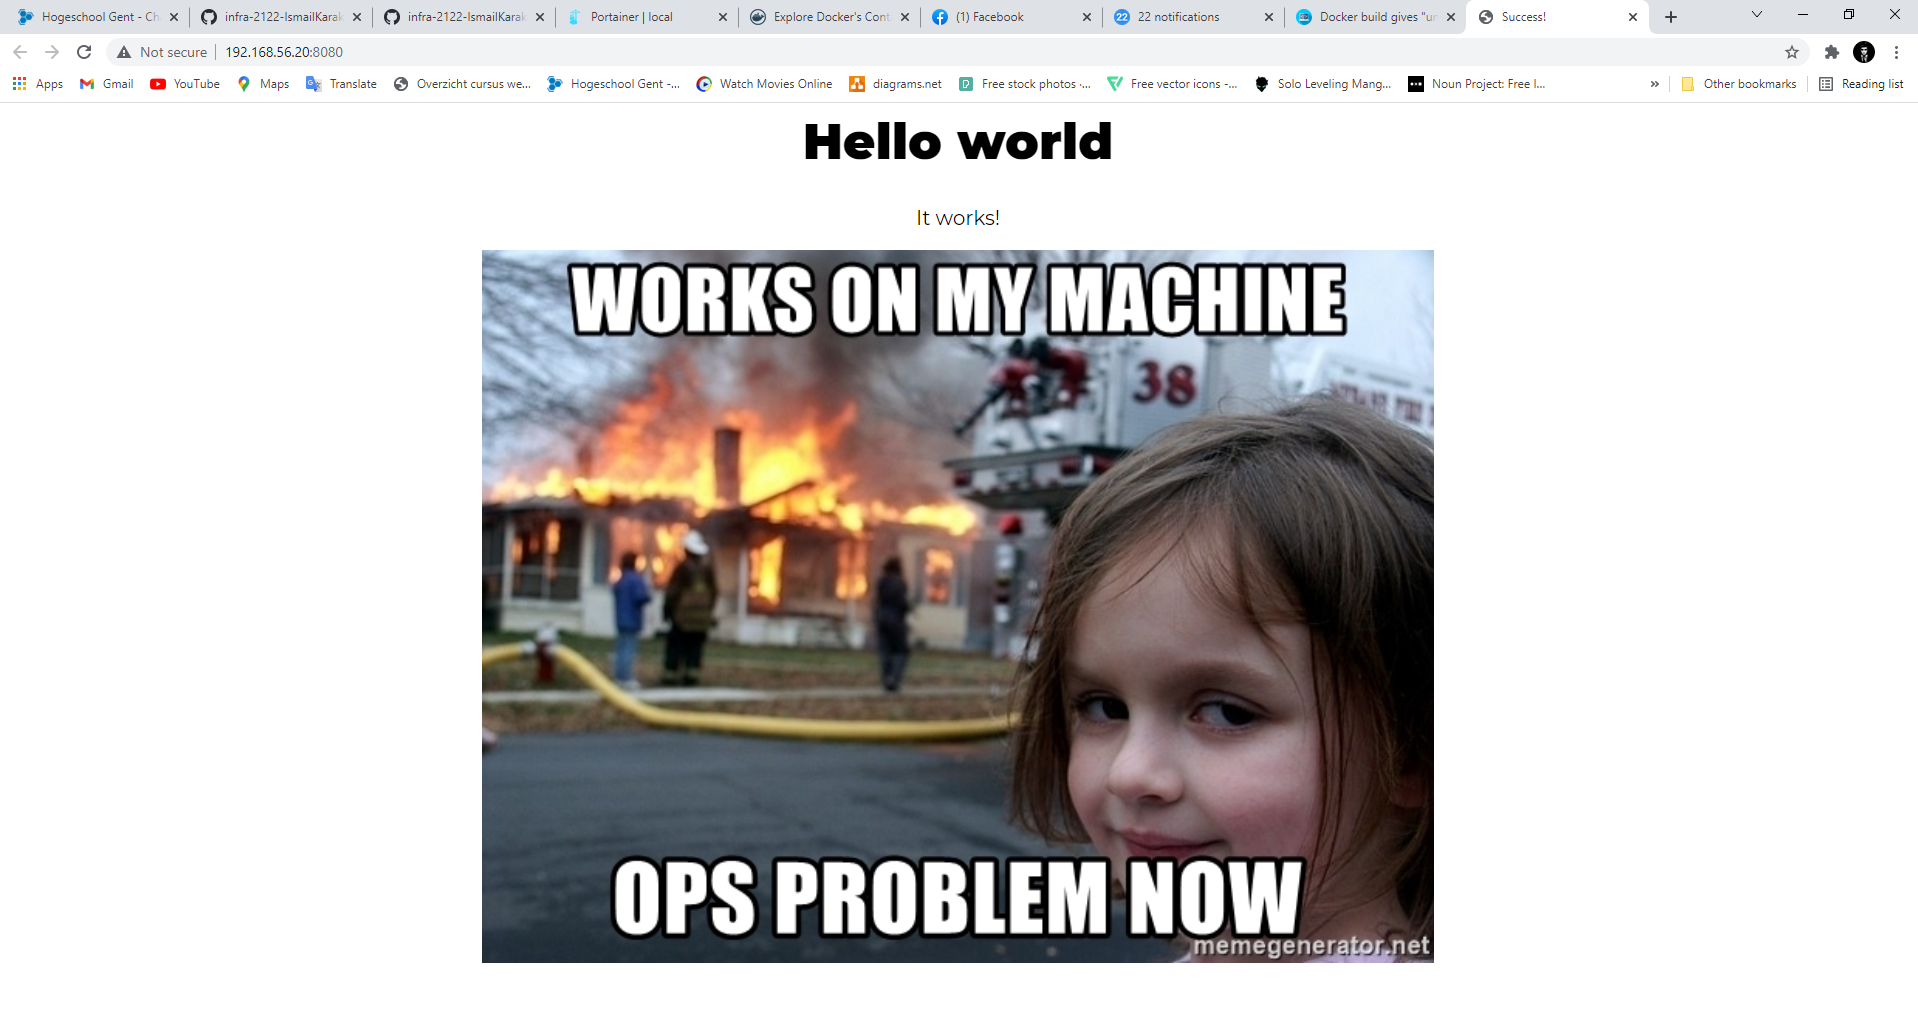 Hogeschool Gent - Ch
infra-2122-IsmailKarak
infra-2122-IsmailKarak
Portainer | local
Explore Docker's Cont
(1) Facebook
22
22 notifications
Docker build gives "un
Success!
Not secure
192.168.56.20:8080
Apps
Gmail
YouTube
Maps
Translate
Overzicht cursus we...
Hogeschool Gent -...
Watch Movies Online
diagrams.net
Free stock photos ·...
Free vector icons -...
Solo Leveling Mang...
Noun Project: Free I...
»
Other bookmarks
Reading list
Hello world
It works!
WORKS ON MY MACHINE
38
OPS PROBLEM NOW
memegenerator.net